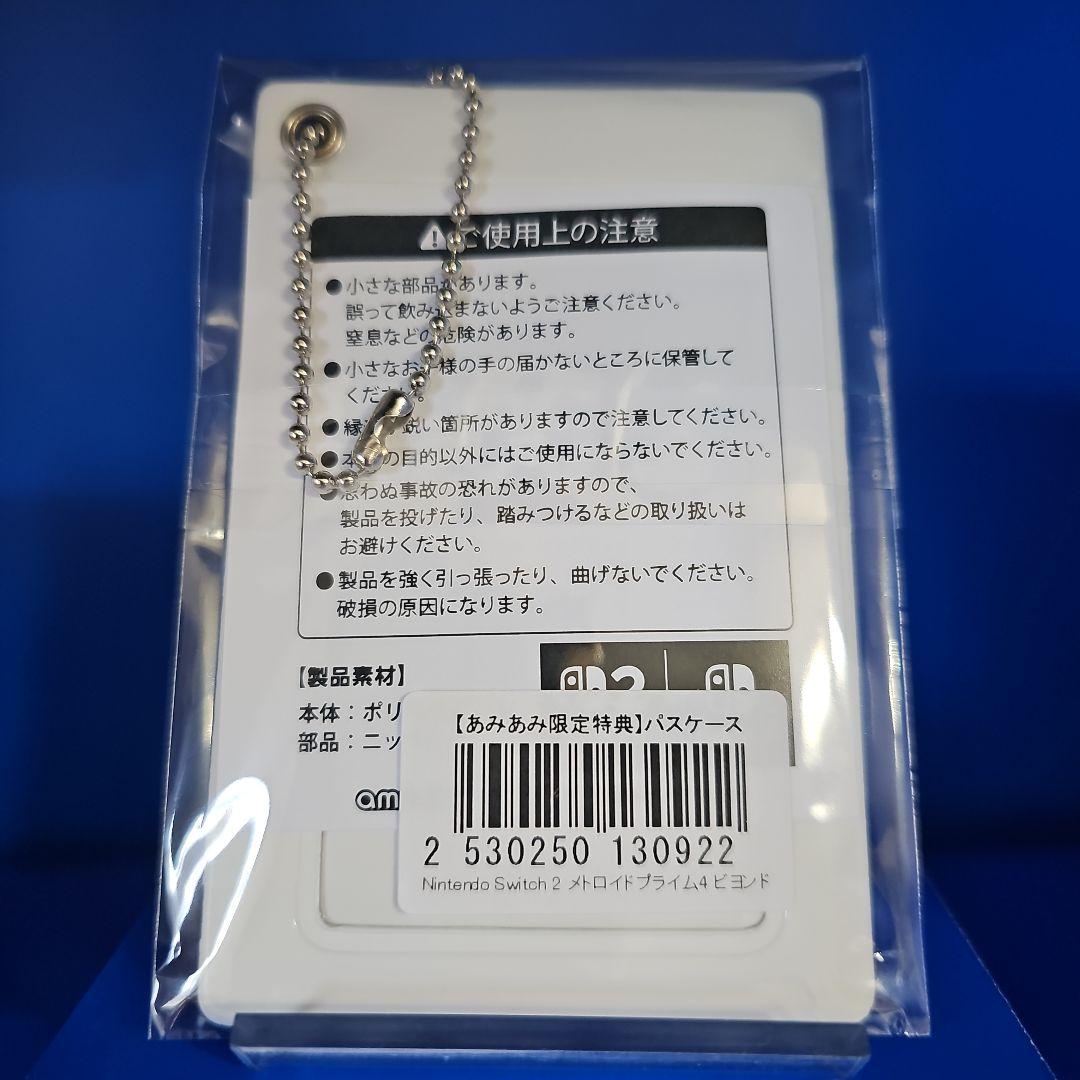 ご使用上の注意
●小さな部品があります。
誤って飲み込まないようご注意ください。
窒息などの危険があります。
●小さなお子様の手の届かないところに保管して
ください。
●縁 鋭い箇所がありますので注意してください。
●本 の目的以外にはご使用にならないでください。
●思わぬ事故の恐れがありますので、
製品を投げたり、踏みつけるなどの取り扱いは
お避けください。
●製品を強く引っ張ったり、曲げないでください。
破損の原因になります。
【製品素材】
本体：ポリ
部品：ニッ
2
am
【あみあみ限定特典】パスケース
2 530250 130922
Nintendo Switch 2 メトロイドプライム4 ビヨンド